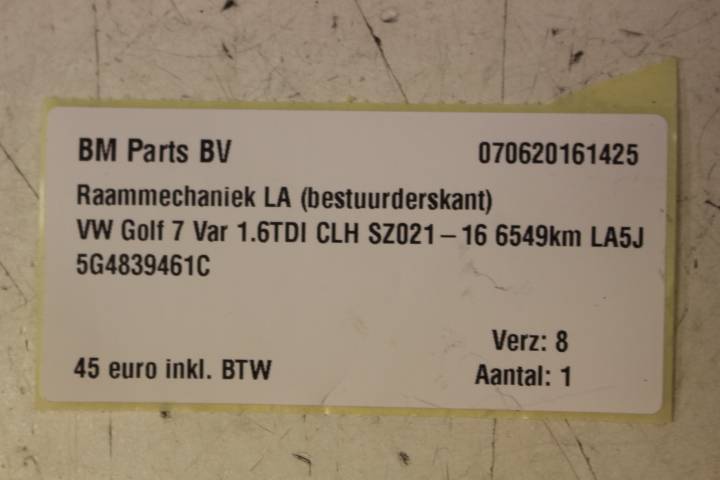 BM Parts BV 070620161425
Raammechaniek LA (bestuurderskant)
VW Golf 7 Var 1.6TDI CLH SZ021-16 6549km LA5J
5G4839461C
Verz: 8
45 euro inkl. BTW Aantal: 1